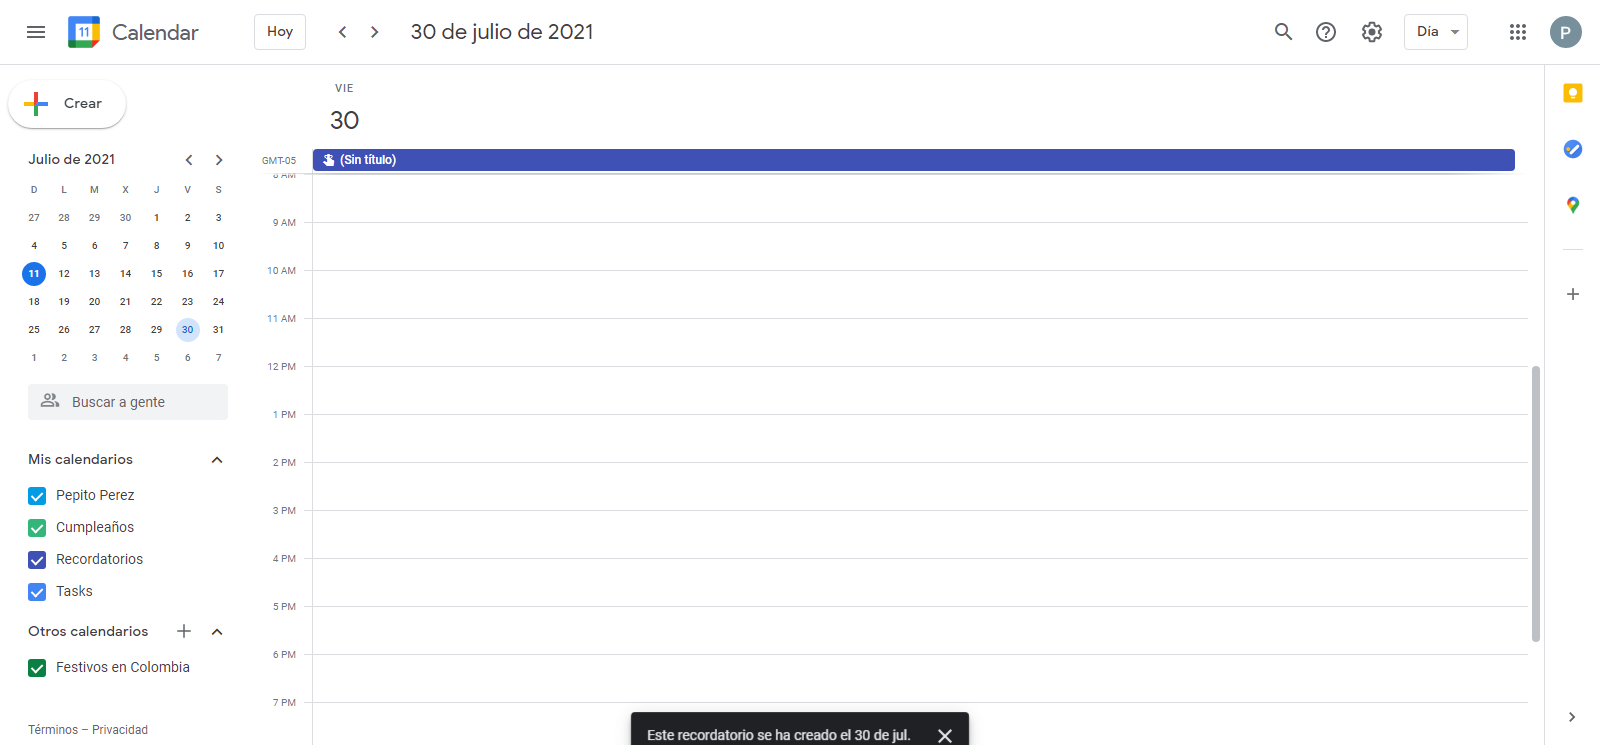 11 Calendar Hoy 30 de julio de 2021 Día P
Crear
Julio de 2021
D L M X J V S
27 28 29 30 1 2 3
4 5 6 7 8 9 10
11 12 13 14 15 16 17
18 19 20 21 22 23 24
25 26 27 28 29 30 31
1 2 3 4 5 6 7
Buscar a gente
Mis calendarios
Pepito Perez
Cumpleaños
Recordatorios
Tasks
Otros calendarios
Festivos en Colombia
Términos – Privacidad
VIE
30
GMT-05 (Sin título)
8 AM
9 AM
10 AM
11 AM
12 PM
1 PM
2 PM
3 PM
4 PM
5 PM
6 PM
7 PM
Este recordatorio se ha creado el 30 de jul.